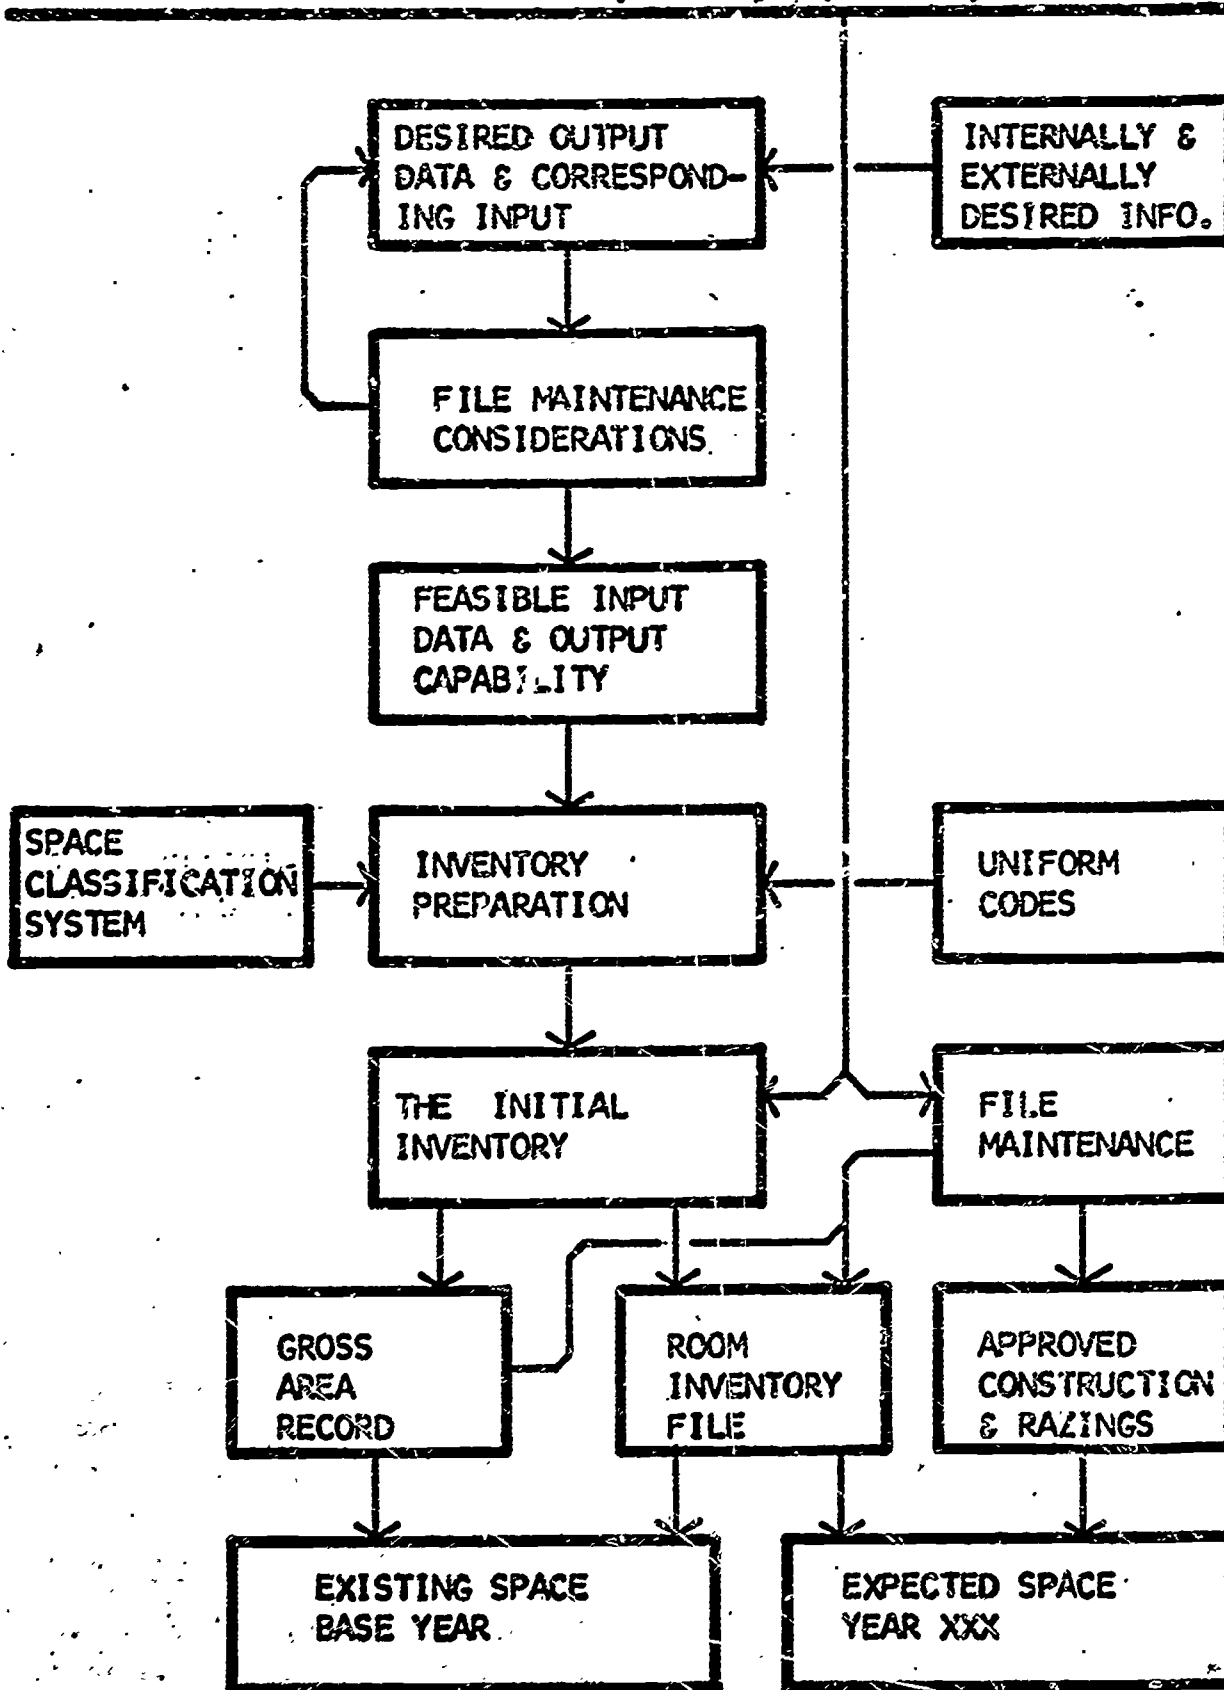 DESIRED OUTPUT
DATA & CORRESPOND-
ING INPUT
INTERNALLY &
EXTERNALLY
DESIRED INFO.
FILE MAINTENANCE
CONSIDERATIONS
FEASIBLE INPUT
DATA & OUTPUT
CAPABILITY
SPACE
CLASSIFICATION
SYSTEM
INVENTORY
PREPARATION
UNIFORM
CODES
THE INITIAL
INVENTORY
FILE
MAINTENANCE
GROSS
AREA
RECORD
ROOM
INVENTORY
FILE
APPROVED
CONSTRUCTION
& RAZINGS
EXISTING SPACE
BASE YEAR
EXPECTED SPACE
YEAR XXX